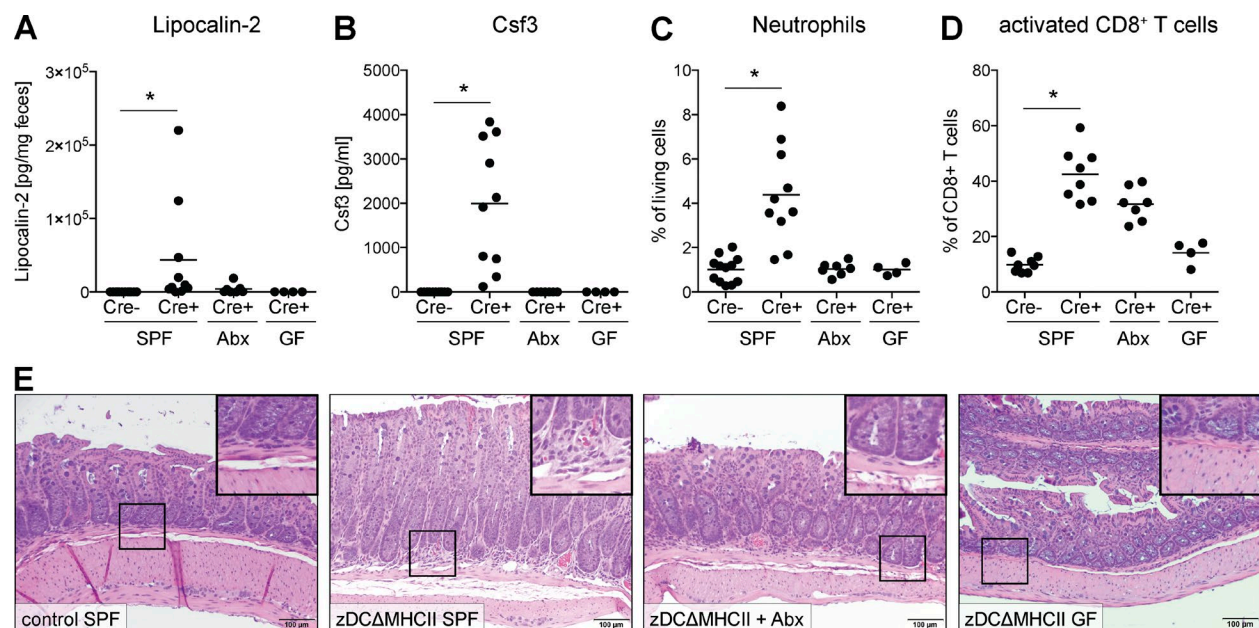 A
Lipocalin-2
Lipocalin-2 [pg/mg feces]
3×10⁵
2×10⁵
1×10⁵
0
*
Cre- Cre+ Cre+ Cre+
SPF Abx GF
B
Csf3
Csf3 [pg/ml]
5000
4000
3000
2000
1000
0
*
Cre- Cre+ Cre+ Cre+
SPF Abx GF
C
Neutrophils
% of living cells
10
8
6
4
2
0
*
Cre- Cre+ Cre+ Cre+
SPF Abx GF
D
activated CD8⁺ T cells
% of CD8+ T cells
80
60
40
20
0
*
Cre- Cre+ Cre+ Cre+
SPF Abx GF
E
control SPF
100 µm
zDCΔMHCII SPF
100 µm
zDCΔMHCII + Abx
100 µm
zDCΔMHCII GF
100 µm